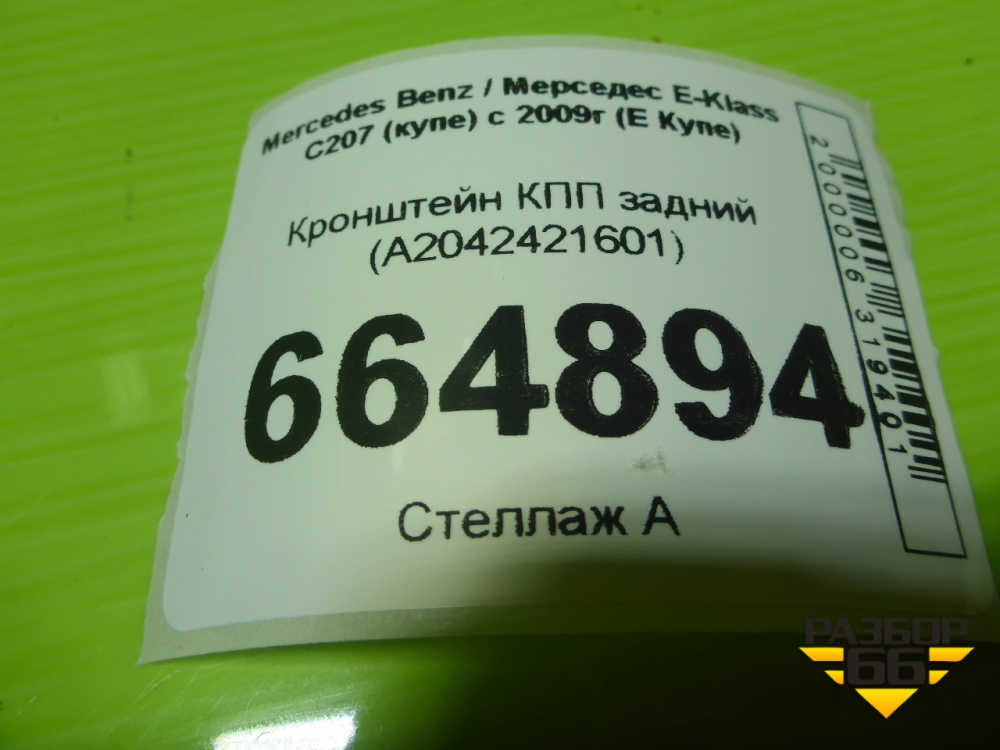 Mercedes Benz / Мерседес E-Klass
C207 (купе) с 2009г (Е Купе)
Кронштейн КПП задний
(A2042421601)
664894
Стеллаж А
2000006319401
РАЗБОР
66